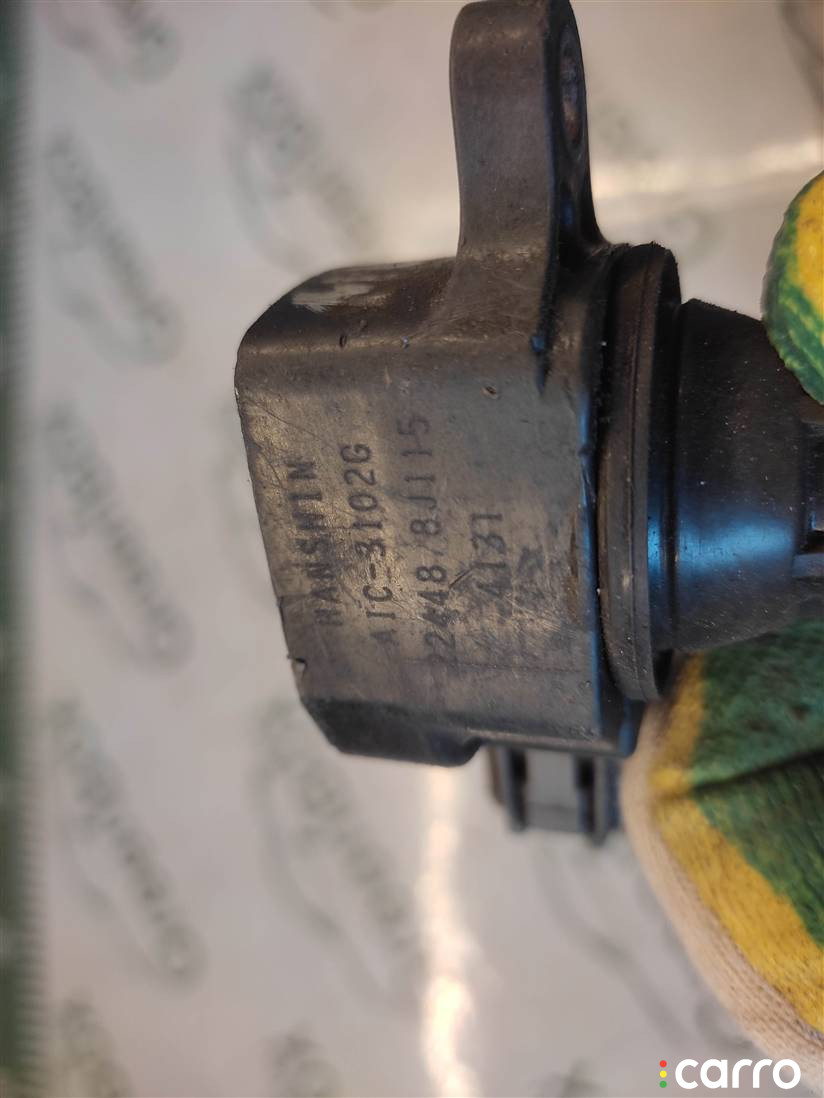 HANSHIN
AIC-3102G
22448/8J115
4131
carro